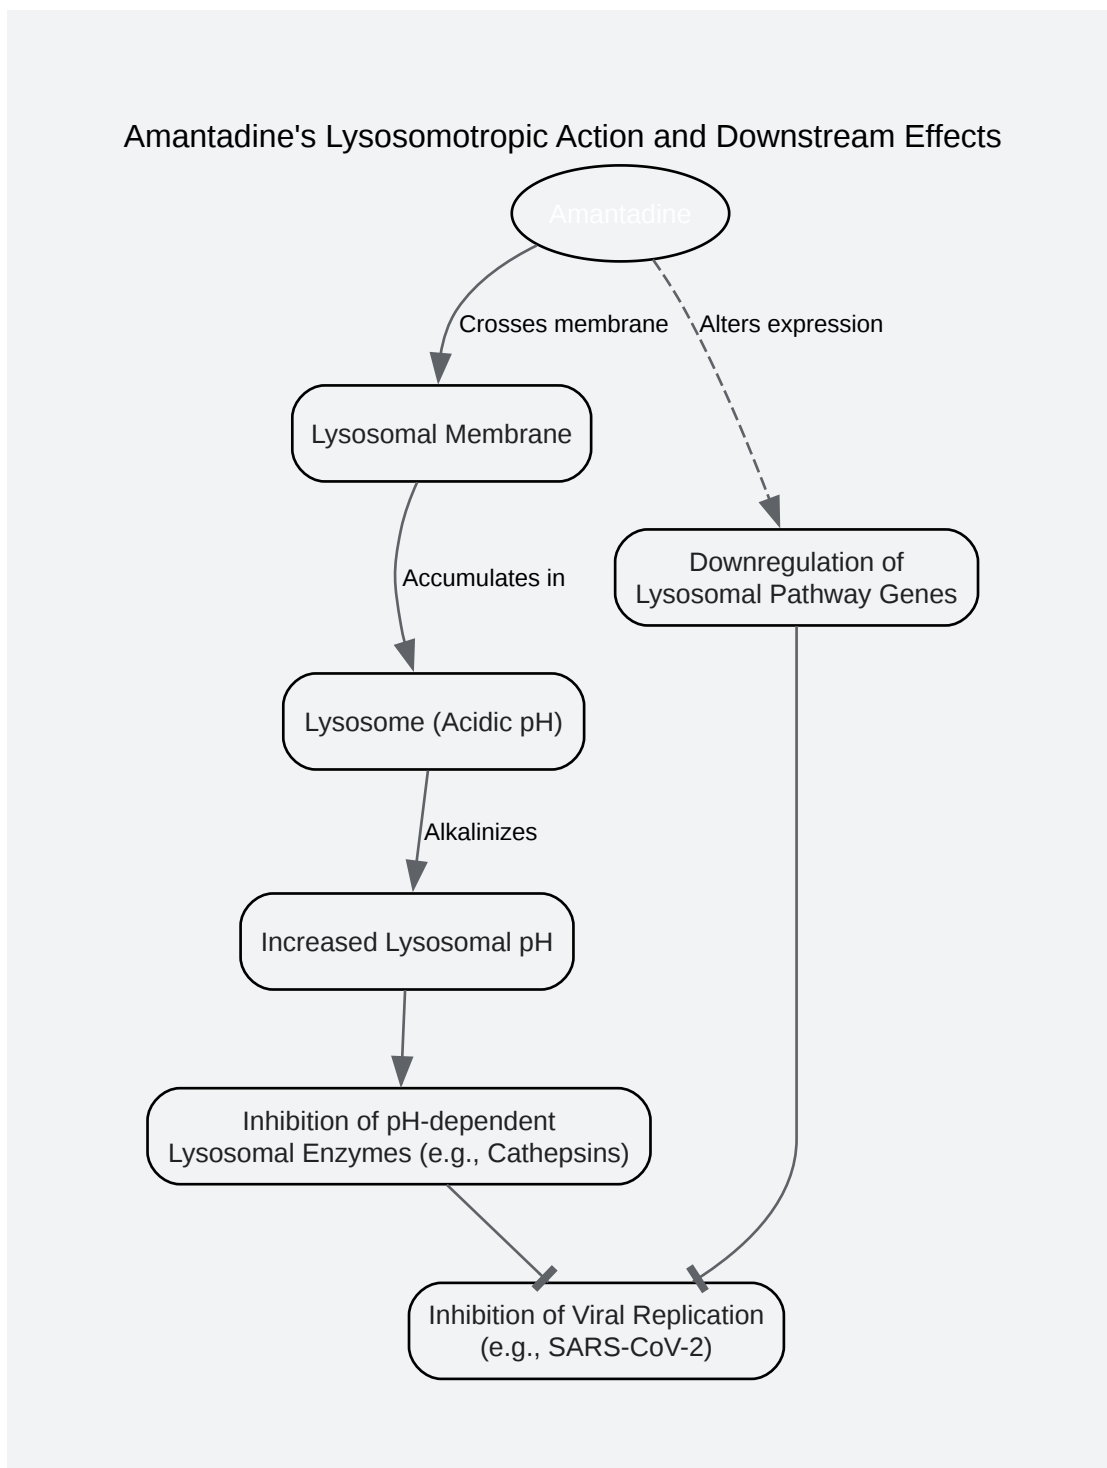 Amantadine's Lysosomotropic Action and Downstream Effects
Amantadine
Crosses membrane
Alters expression
Lysosomal Membrane
Downregulation of
Lysosomal Pathway Genes
Accumulates in
Lysosome (Acidic pH)
Alkalinizes
Increased Lysosomal pH
Inhibition of pH-dependent
Lysosomal Enzymes (e.g., Cathepsins)
Inhibition of Viral Replication
(e.g., SARS-CoV-2)